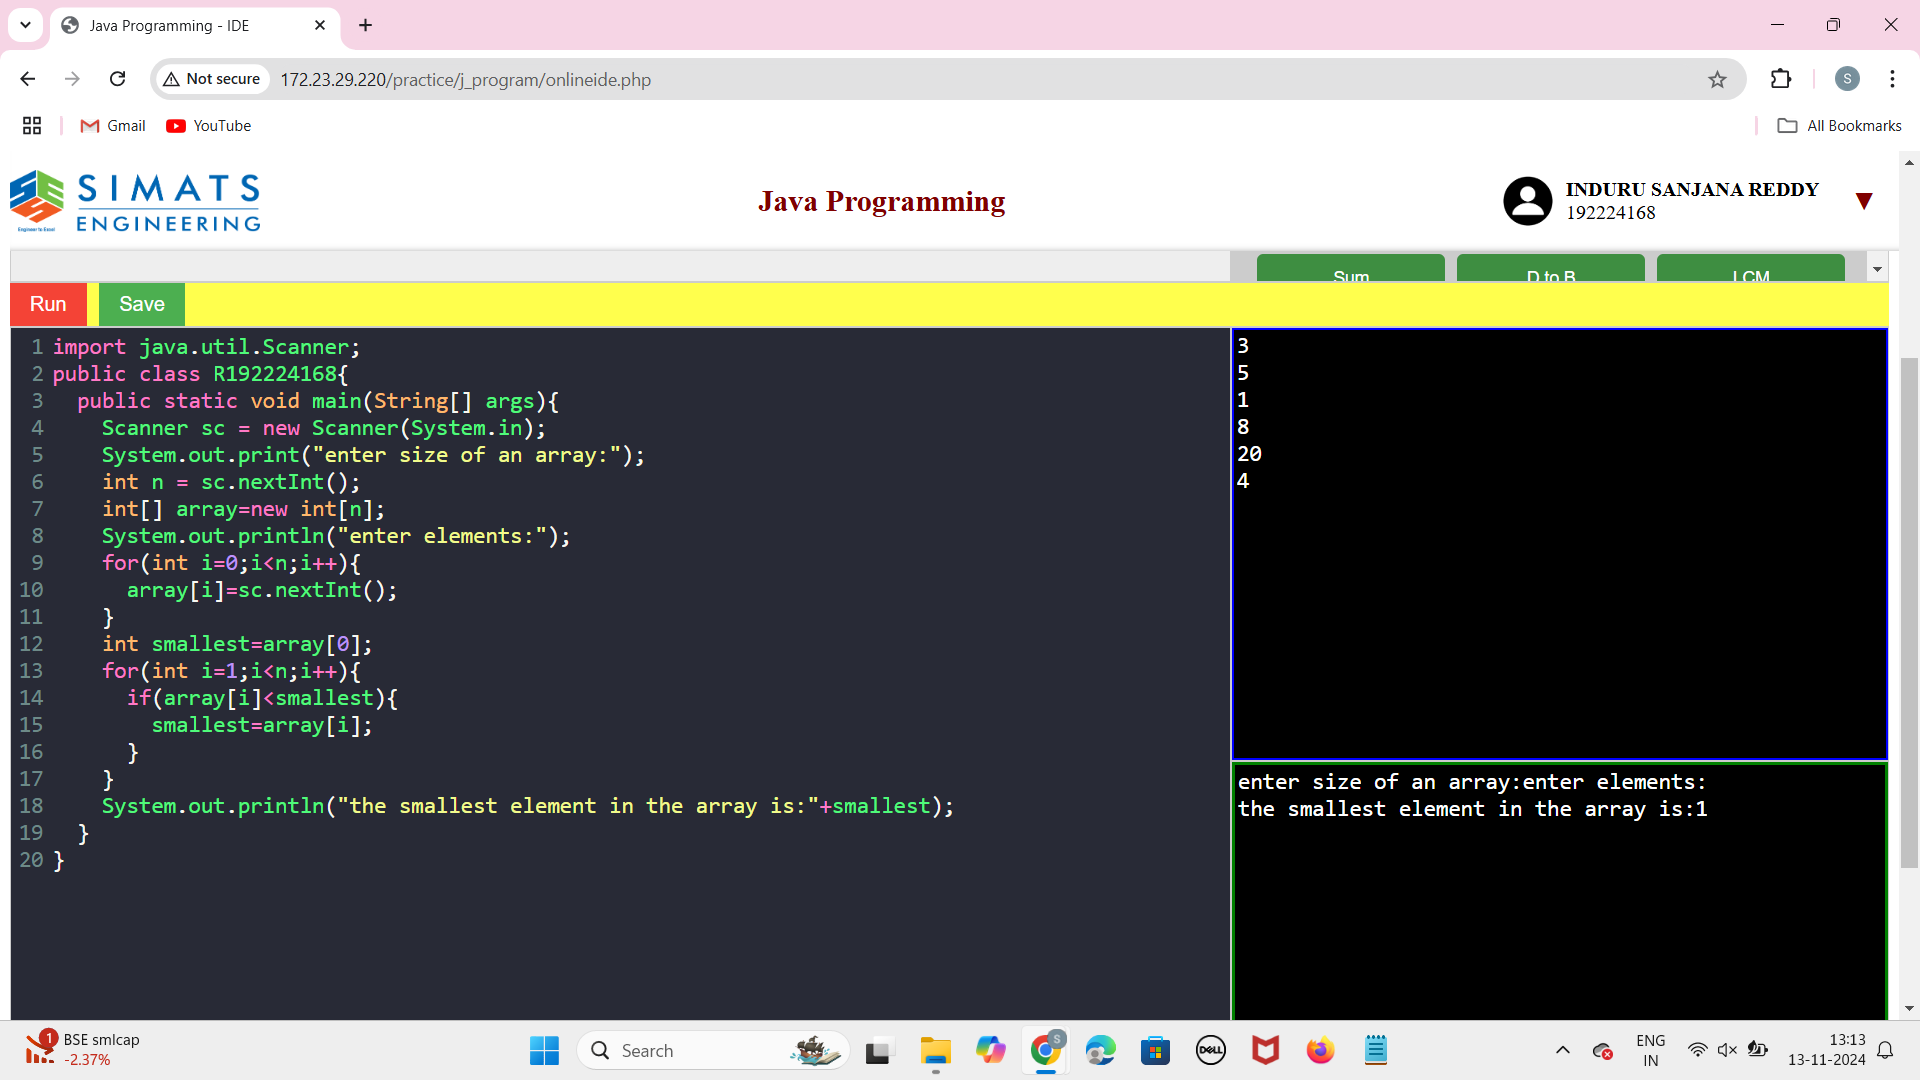 Java Programming - IDE
Not secure
172.23.29.220/practice/j_program/onlineide.php
S
Gmail
YouTube
All Bookmarks
SIMATS
ENGINEERING
Engineer to Excel
Java Programming
INDURU SANJANA REDDY
192224168
Sum
D to B
LCM
Run
Save
1 import java.util.Scanner;
2 public class R192224168{
3   public static void main(String[] args){
4     Scanner sc = new Scanner(System.in);
5     System.out.print("enter size of an array:");
6     int n = sc.nextInt();
7     int[] array=new int[n];
8     System.out.println("enter elements:");
9     for(int i=0;i<n;i++){
10       array[i]=sc.nextInt();
11     }
12     int smallest=array[0];
13     for(int i=1;i<n;i++){
14       if(array[i]<smallest){
15         smallest=array[i];
16       }
17     }
18     System.out.println("the smallest element in the array is:"+smallest);
19   }
20 }
3
5
1
8
20
4
enter size of an array:enter elements:
the smallest element in the array is:1
1
BSE smlcap
-2.37%
Search
S
DELL
ENG
IN
13:13
13-11-2024